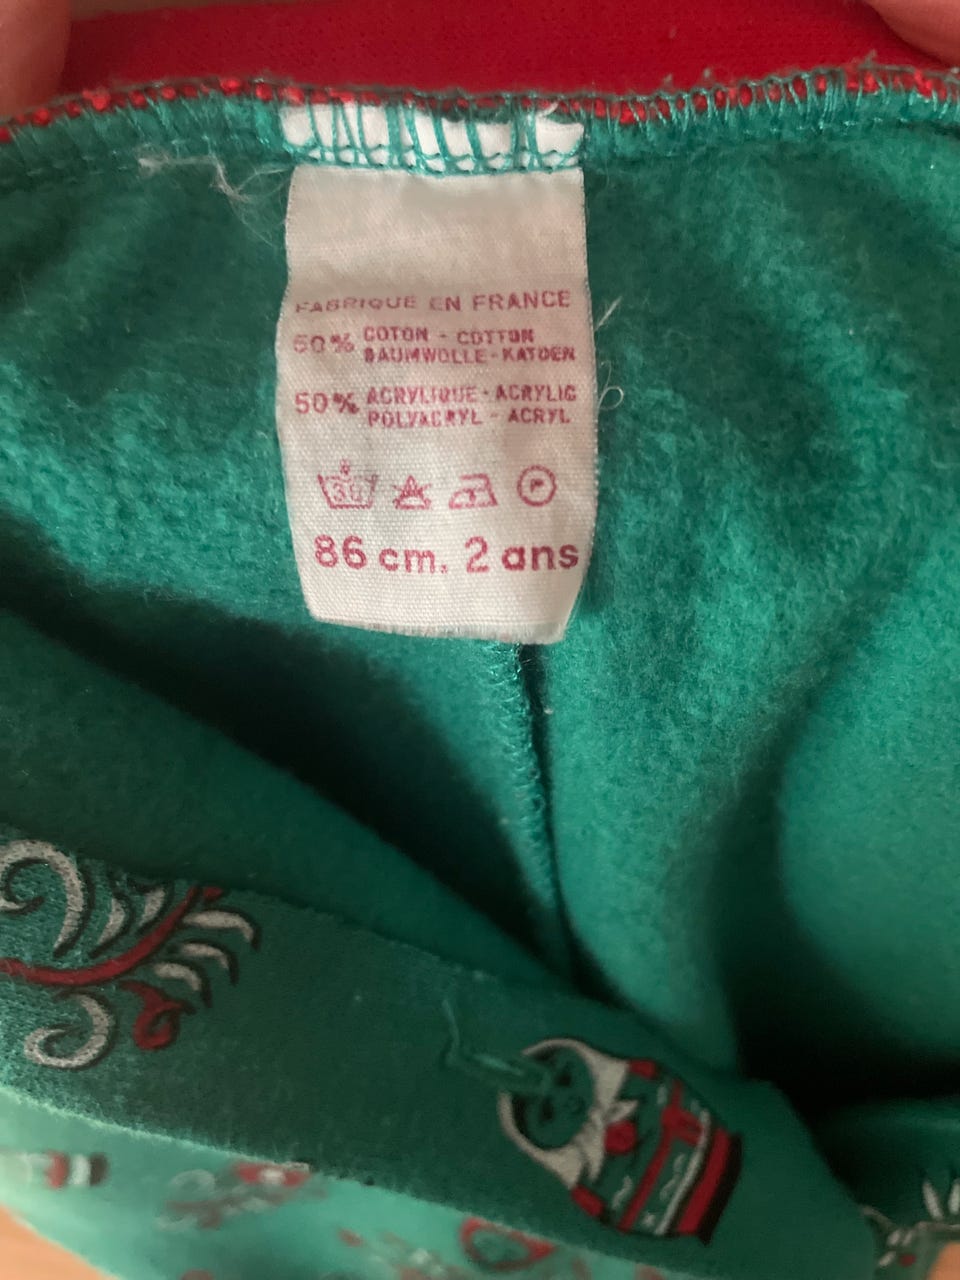 FABRIQUE EN FRANCE
50% COTON - COTTON
BAUMWOLLE - KATOEN
50% ACRYLIQUE - ACRYLIC
POLYACRYL - ACRYL
30 P
86 cm. 2 ans